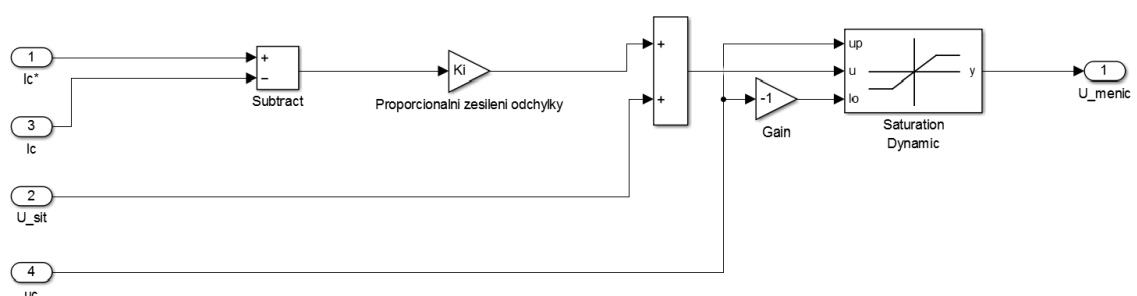 1
Ic*
+
−
Subtract
Ki
Proporcionalni zesileni odchylky
+
+
up
u
lo
y
1
U_menic
3
Ic
-1
Gain
Saturation
Dynamic
2
U_sit
4
uc